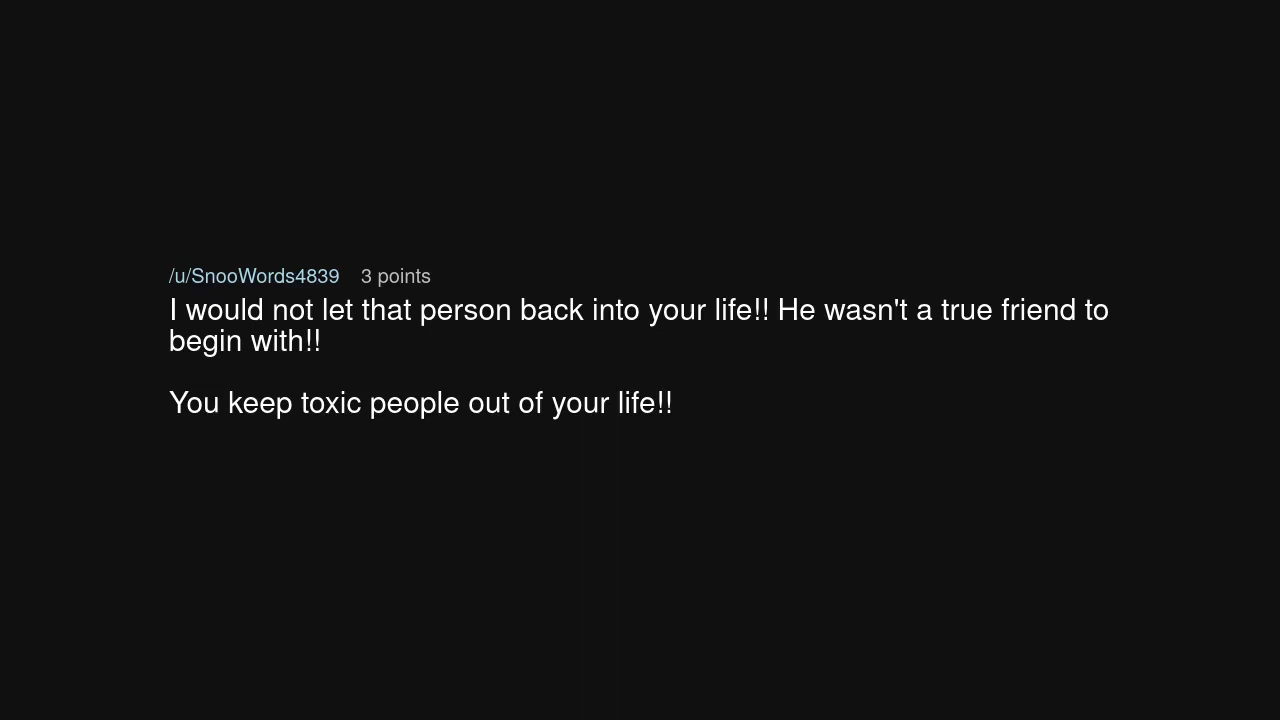 /u/SnooWords4839 3 points
I would not let that person back into your life!! He wasn't a true friend to
begin with!!
You keep toxic people out of your life!!